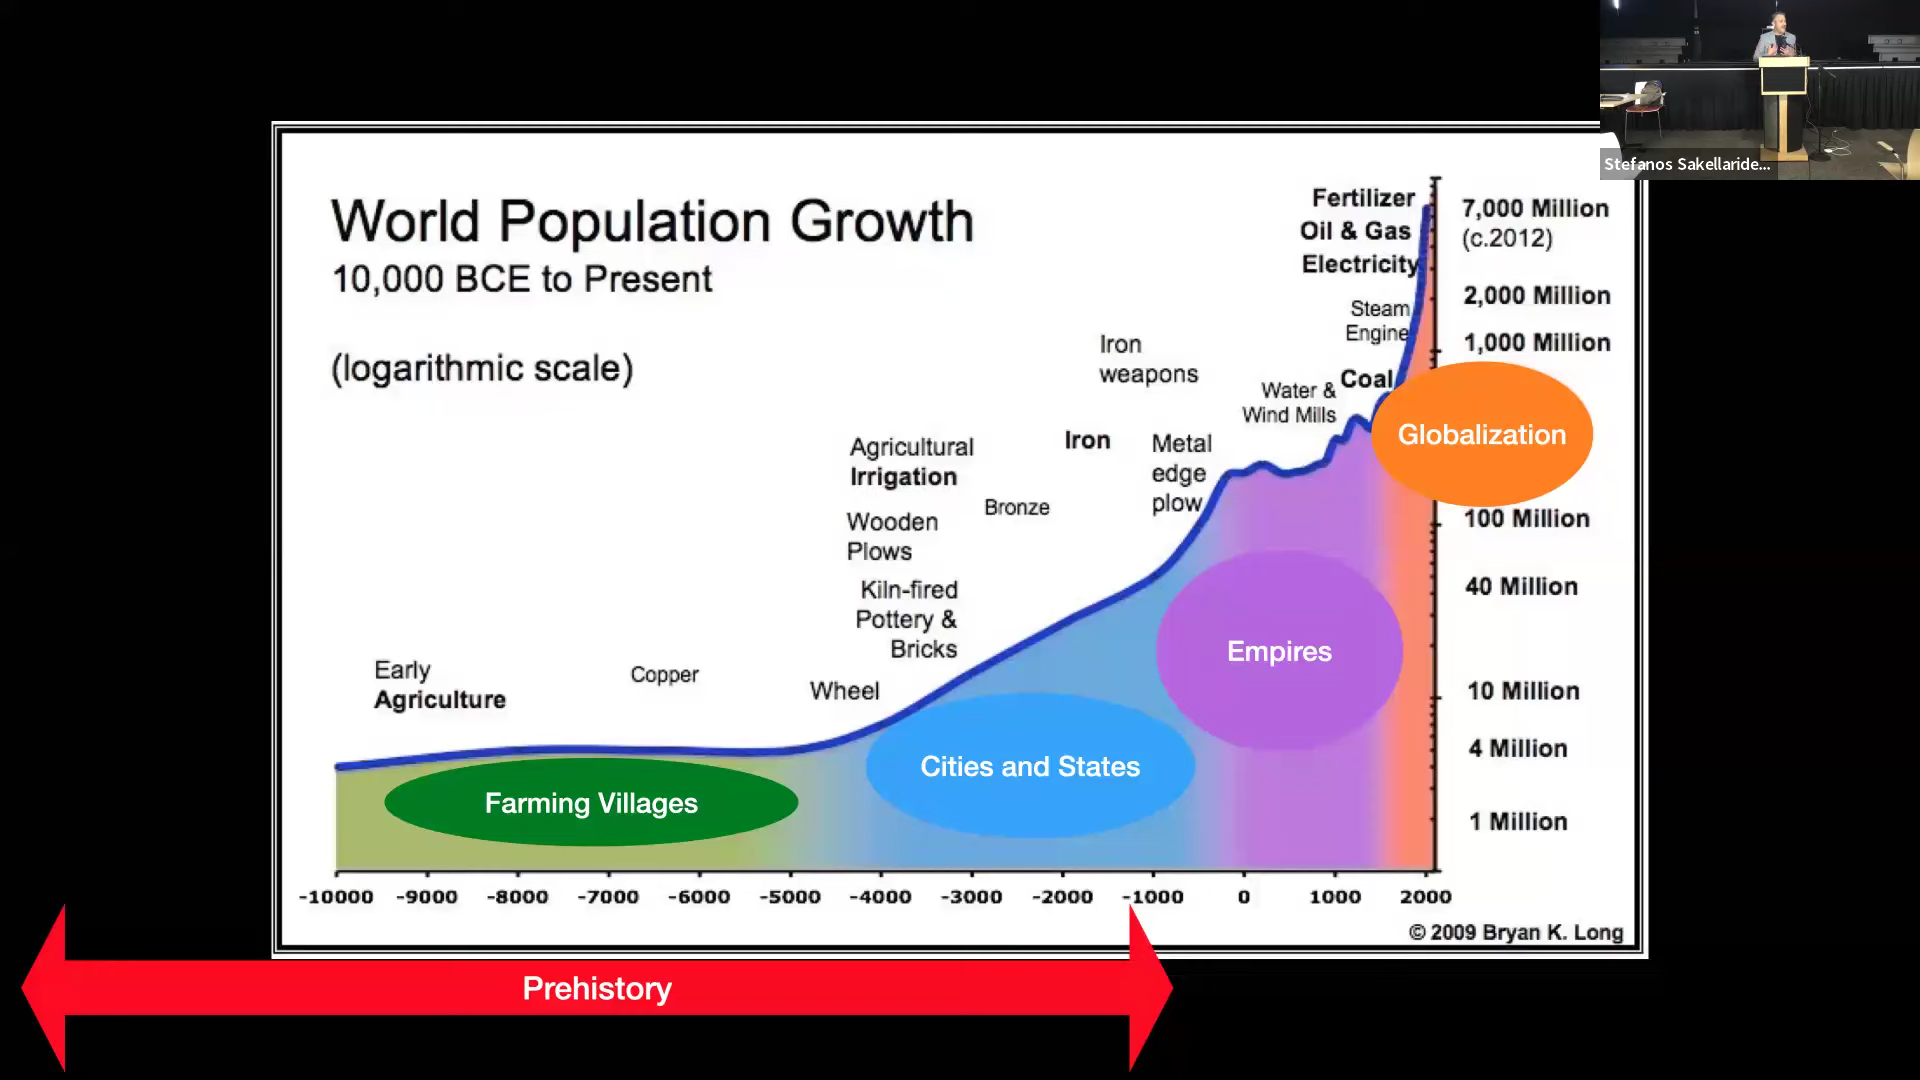 Stefanos Sakellaride...
World Population Growth
10,000 BCE to Present
(logarithmic scale)
Fertilizer
Oil & Gas
Electricity
Steam
Engine
Coal
Water &
Wind Mills
Iron
weapons
Iron
Metal
edge
plow
Agricultural
Irrigation
Bronze
Wooden
Plows
Kiln-fired
Pottery &
Bricks
Wheel
Copper
Early
Agriculture
7,000 Million
(c.2012)
2,000 Million
1,000 Million
100 Million
40 Million
10 Million
4 Million
1 Million
Globalization
Empires
Cities and States
Farming Villages
-10000 -9000 -8000 -7000 -6000 -5000 -4000 -3000 -2000 -1000 0 1000 2000
© 2009 Bryan K. Long
Prehistory